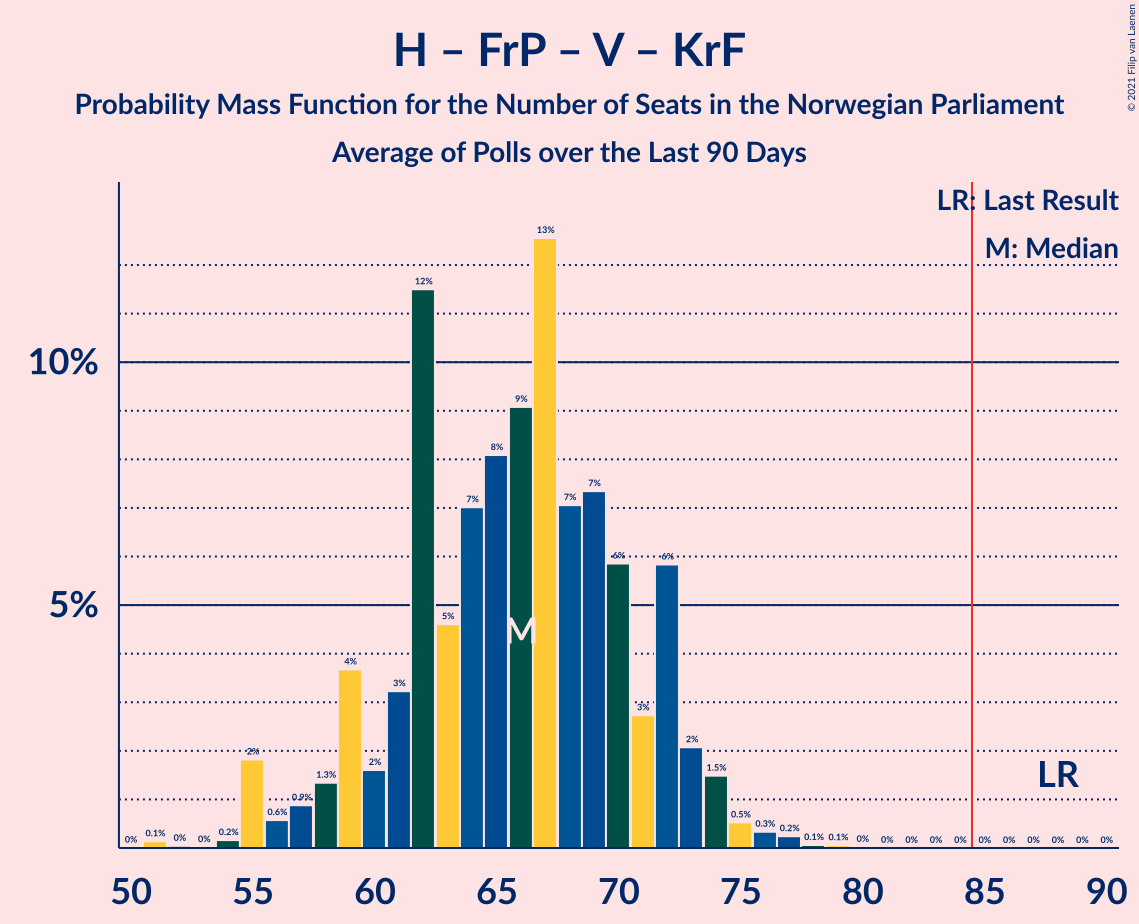 H – FrP – V – KrF
Probability Mass Function for the Number of Seats in the Norwegian Parliament
Average of Polls over the Last 90 Days
© 2021 Filip van Laenen
LR: Last Result
M: Median
10%
5%
0% 0.1% 0% 0% 0.2% 2% 0.6% 0.9% 1.3% 4% 2% 3% 12% 5% 7% 8% 9% 13% 7% 7% 6% 3% 6% 2% 1.5% 0.5% 0.3% 0.2% 0.1% 0.1% 0% 0% 0% 0% 0% 0% 0% 0% 0% 0% 0%
M
LR
50 55 60 65 70 75 80 85 90